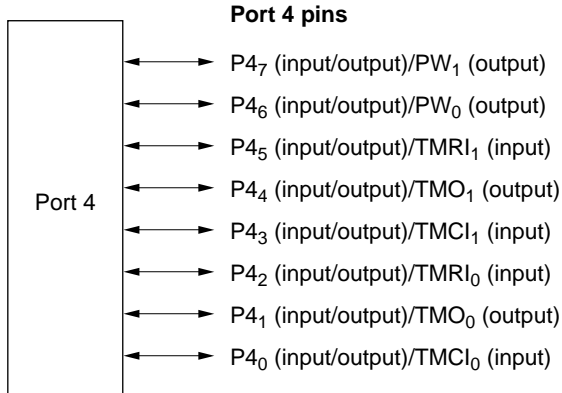 Port 4 pins
P4₇ (input/output)/PW₁ (output)
P4₆ (input/output)/PW₀ (output)
P4₅ (input/output)/TMRI₁ (input)
Port 4
P4₄ (input/output)/TMO₁ (output)
P4₃ (input/output)/TMCI₁ (input)
P4₂ (input/output)/TMRI₀ (input)
P4₁ (input/output)/TMO₀ (output)
P4₀ (input/output)/TMCI₀ (input)